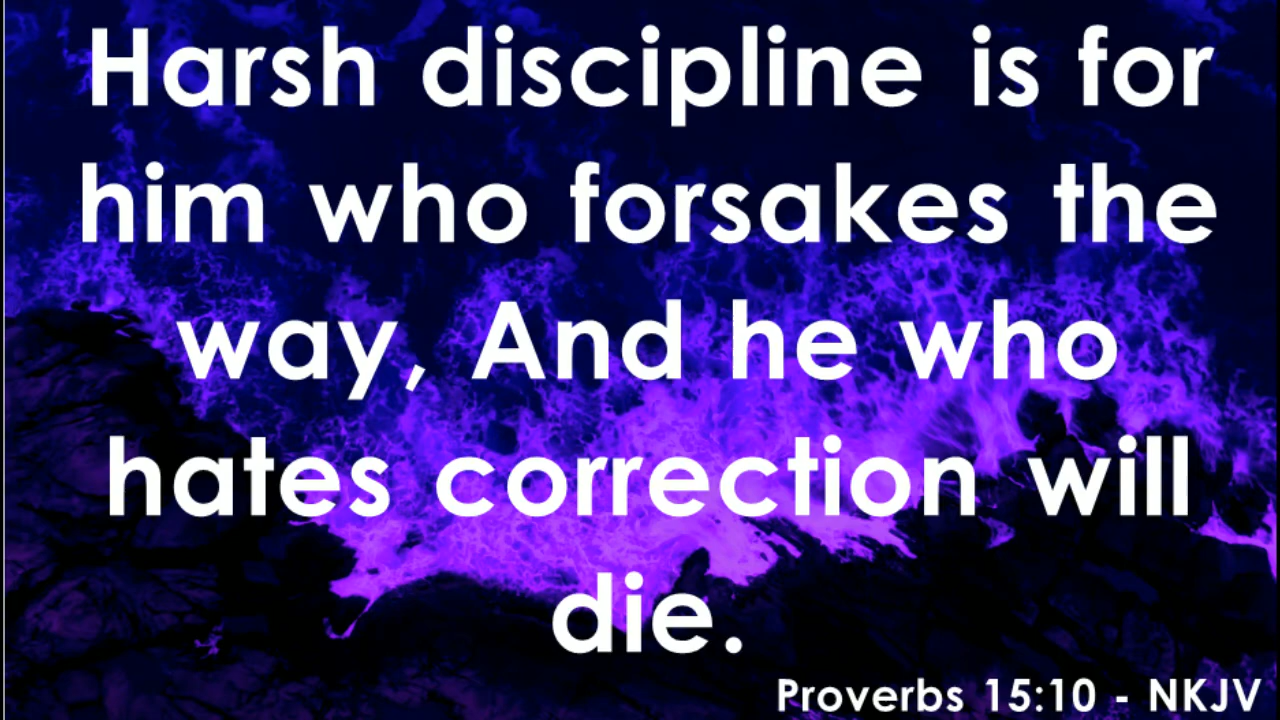 Harsh discipline is for
him who forsakes the
way, And he who
hates correction will
die.
Proverbs 15:10 - NKJV